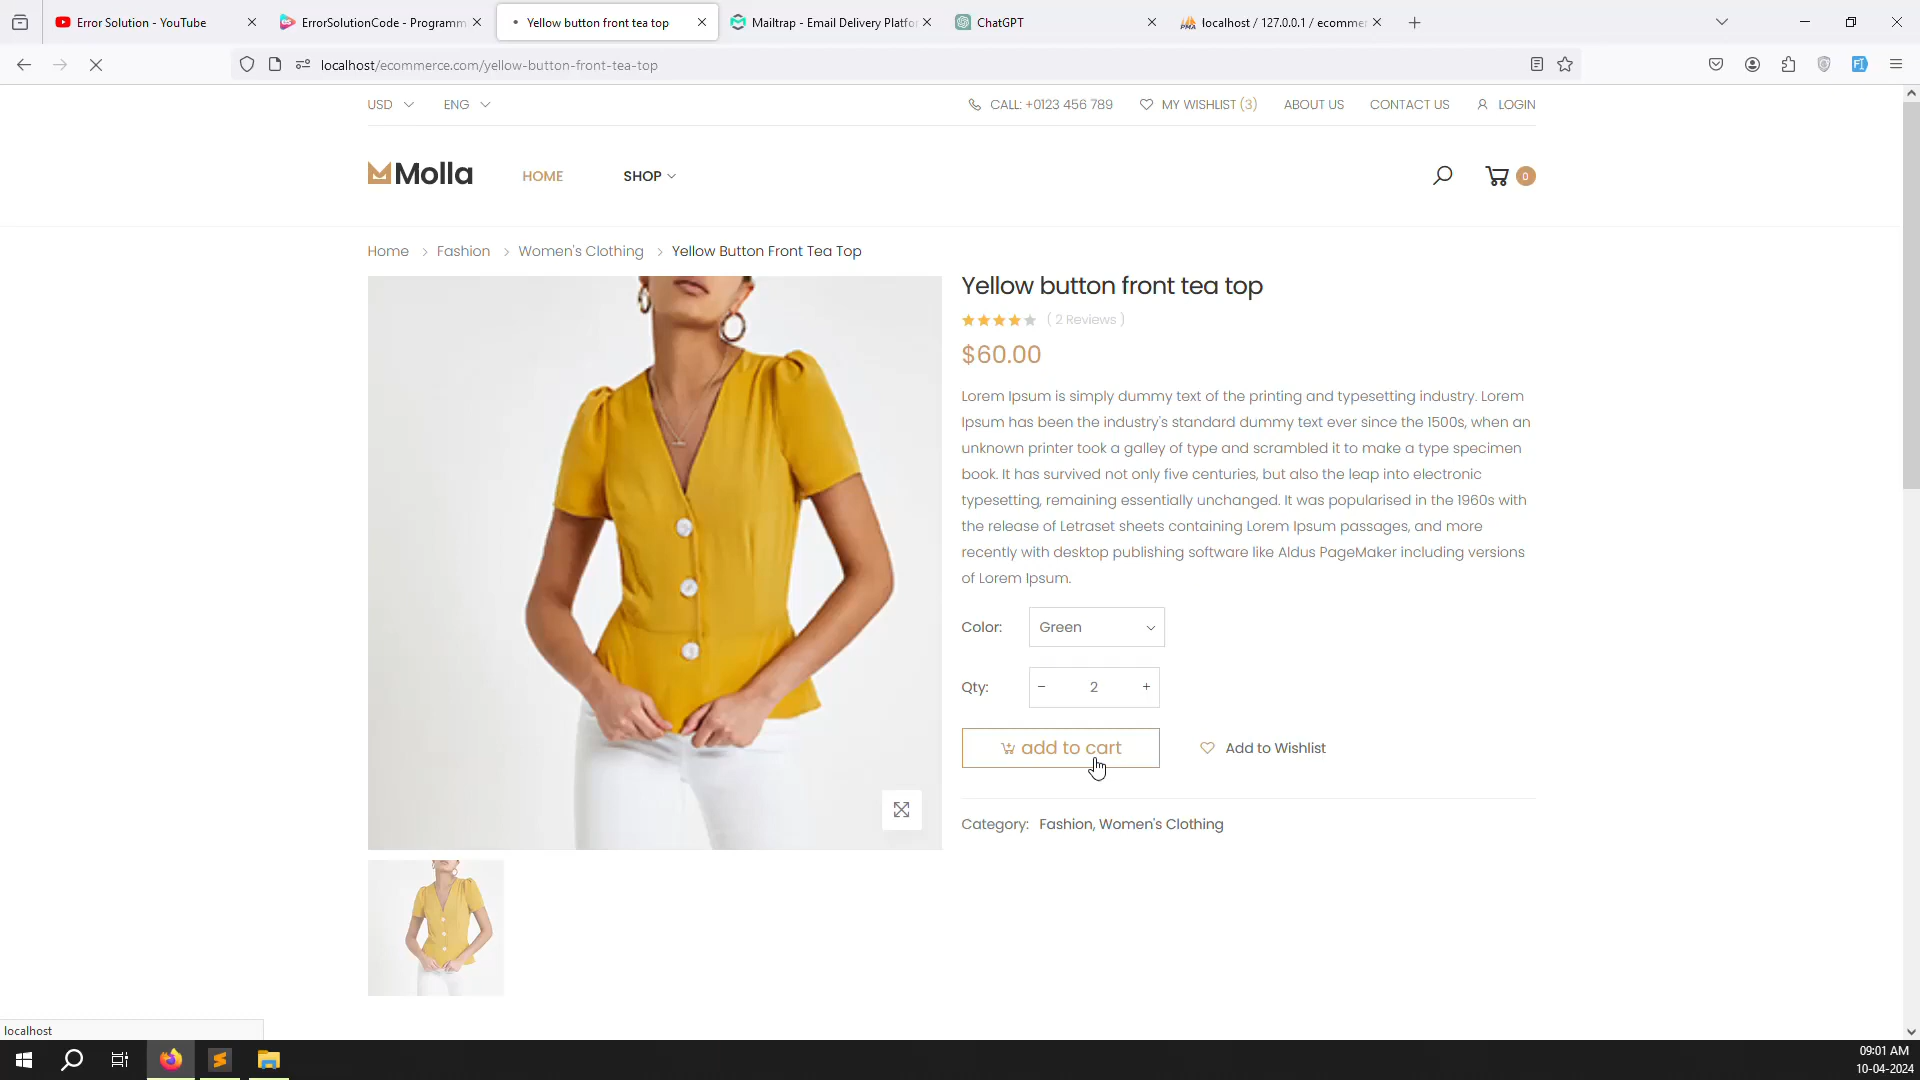 Error Solution - YouTube
ErrorSolutionCode - Programm
Yellow button front tea top
Mailtrap - Email Delivery Platfor
ChatGPT
localhost / 127.0.0.1 / ecommer
localhost/ecommerce.com/yellow-button-front-tea-top
USD
ENG
CALL: +0123 456 789
MY WISHLIST (3)
ABOUT US
CONTACT US
LOGIN
Molla
HOME
SHOP
0
Home > Fashion > Women's Clothing > Yellow Button Front Tea Top
Yellow button front tea top
( 2 Reviews )
$60.00
Lorem Ipsum is simply dummy text of the printing and typesetting industry. Lorem
Ipsum has been the industry's standard dummy text ever since the 1500s, when an
unknown printer took a galley of type and scrambled it to make a type specimen
book. It has survived not only five centuries, but also the leap into electronic
typesetting, remaining essentially unchanged. It was popularised in the 1960s with
the release of Letraset sheets containing Lorem Ipsum passages, and more
recently with desktop publishing software like Aldus PageMaker including versions
of Lorem Ipsum.
Color: Green
Qty: - 2 +
add to cart
Add to Wishlist
Category: Fashion, Women's Clothing
localhost
09:01 AM
10-04-2024